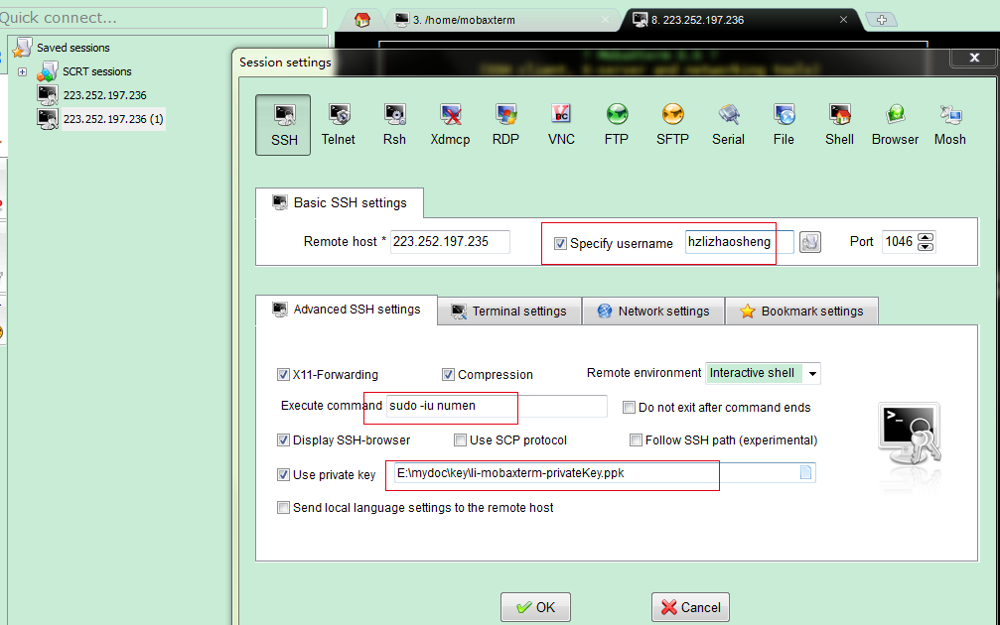 Quick connect...
3. /home/mobaxterm
8. 223.252.197.236
Saved sessions
SCRT sessions
223.252.197.236
223.252.197.236 (1)
Session settings
SSH
Telnet
Rsh
Xdmcp
RDP
VNC
FTP
SFTP
Serial
File
Shell
Browser
Mosh
Basic SSH settings
Remote host * 223.252.197.235
Specify username hzlizhaosheng
Port 1046
Advanced SSH settings
Terminal settings
Network settings
Bookmark settings
X11-Forwarding
Compression
Remote environment Interactive shell
Execute command sudo -iu numen
Do not exit after command ends
Display SSH-browser
Use SCP protocol
Follow SSH path (experimental)
Use private key E:\mydoc\key\li-mobaxterm-privateKey.ppk
Send local language settings to the remote host
OK
Cancel